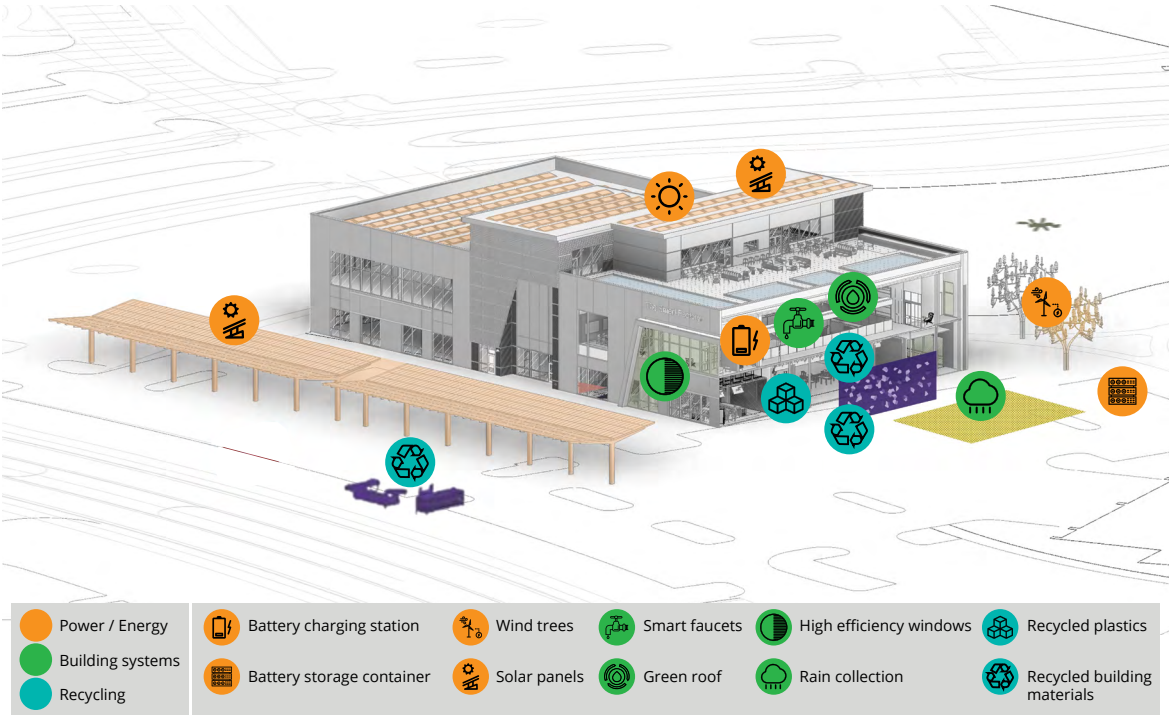 Power / Energy
Building systems
Recycling
Battery charging station
Wind trees
Smart faucets
High efficiency windows
Recycled plastics
Battery storage container
Solar panels
Green roof
Rain collection
Recycled building
materials